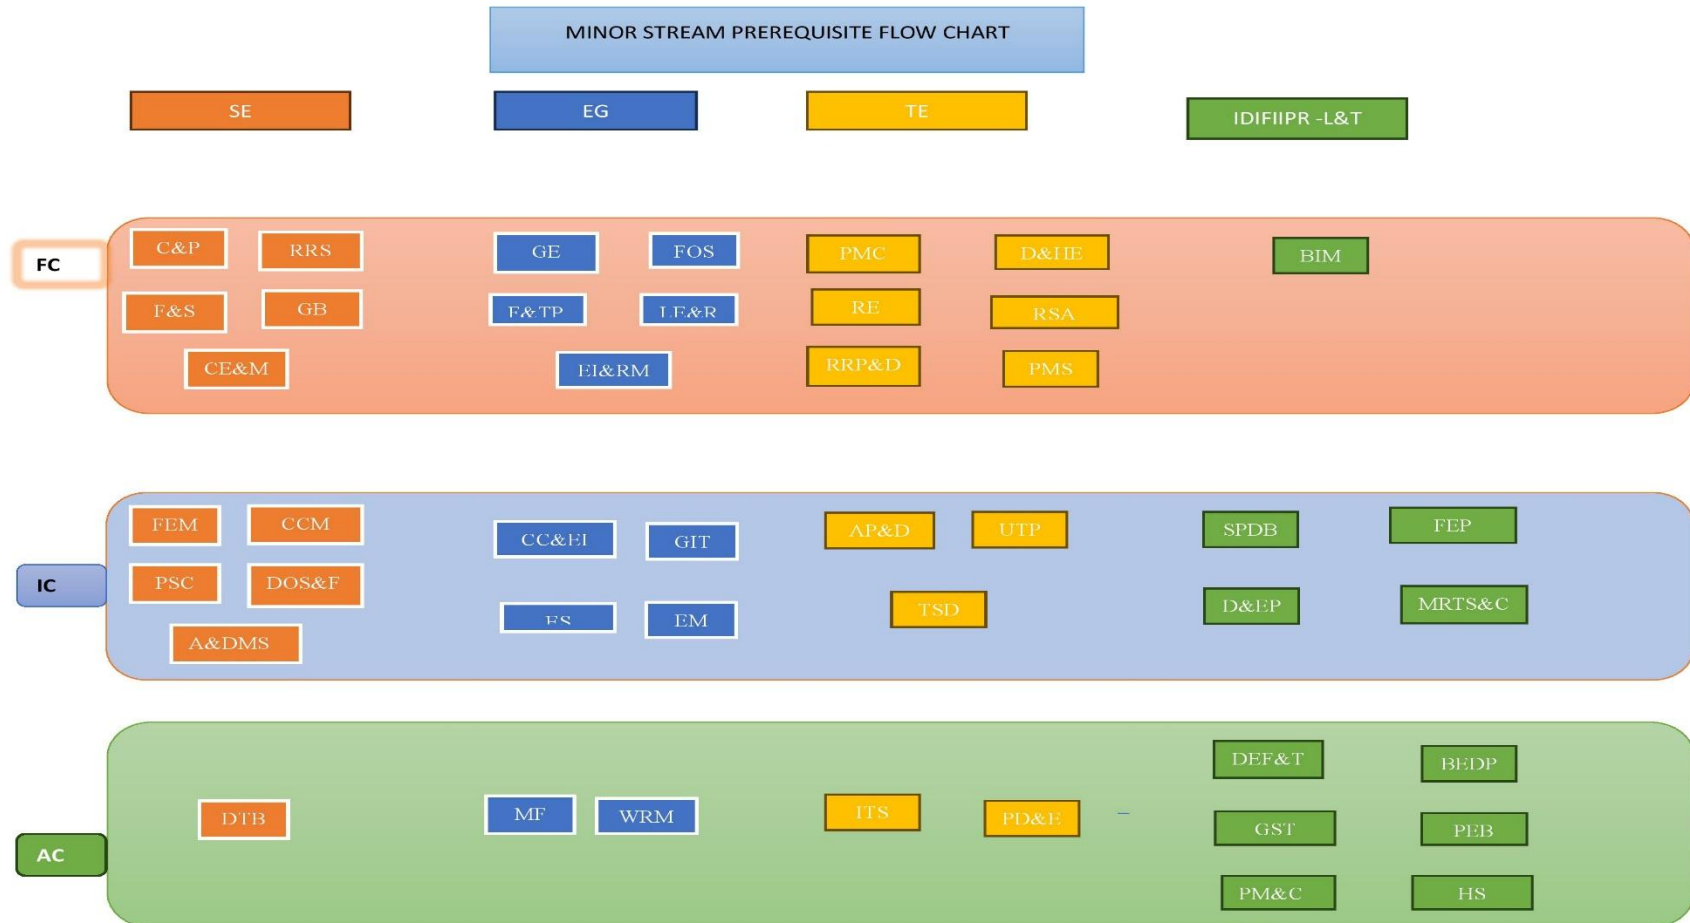 MINOR STREAM PREREQUISITE FLOW CHART
SE
EG
TE
IDIFIIPR -L&T
FC
C&P
RRS
GE
FOS
PMC
D&HE
BIM
F&S
GB
LE&R
RE
RSA
CE&M
EI&RM
RRP&D
PMS
IC
FEM
CCM
CC&EI
GIT
AP&D
UTP
SPDB
FEP
PSC
DOS&F
ES
EM
TSD
D&EP
MRTS&C
A&DMS
AC
DTB
MF
WRM
ITS
PD&E
DEF&T
BEDP
GST
PEB
PM&C
HS